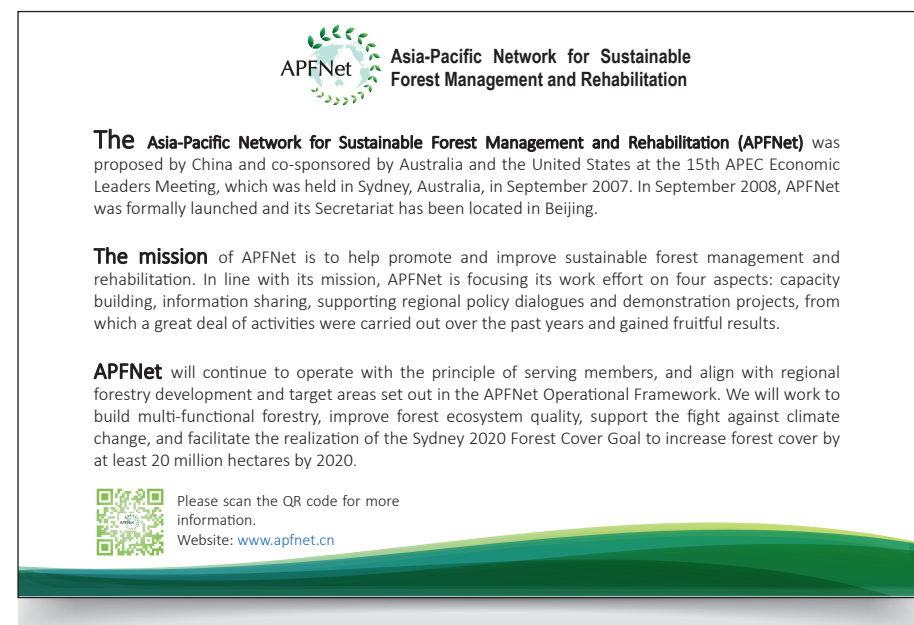 APFNet
Asia-Pacific Network for Sustainable
Forest Management and Rehabilitation
The Asia-Pacific Network for Sustainable Forest Management and Rehabilitation (APFNet) was
proposed by China and co-sponsored by Australia and the United States at the 15th APEC Economic
Leaders Meeting, which was held in Sydney, Australia, in September 2007. In September 2008, APFNet
was formally launched and its Secretariat has been located in Beijing.
The mission of APFNet is to help promote and improve sustainable forest management and
rehabilitation. In line with its mission, APFNet is focusing its work effort on four aspects: capacity
building, information sharing, supporting regional policy dialogues and demonstration projects, from
which a great deal of activities were carried out over the past years and gained fruitful results.
APFNet will continue to operate with the principle of serving members, and align with regional
forestry development and target areas set out in the APFNet Operational Framework. We will work to
build multi-functional forestry, improve forest ecosystem quality, support the fight against climate
change, and facilitate the realization of the Sydney 2020 Forest Cover Goal to increase forest cover by
at least 20 million hectares by 2020.
APFNet
Please scan the QR code for more
information.
Website: www.apfnet.cn